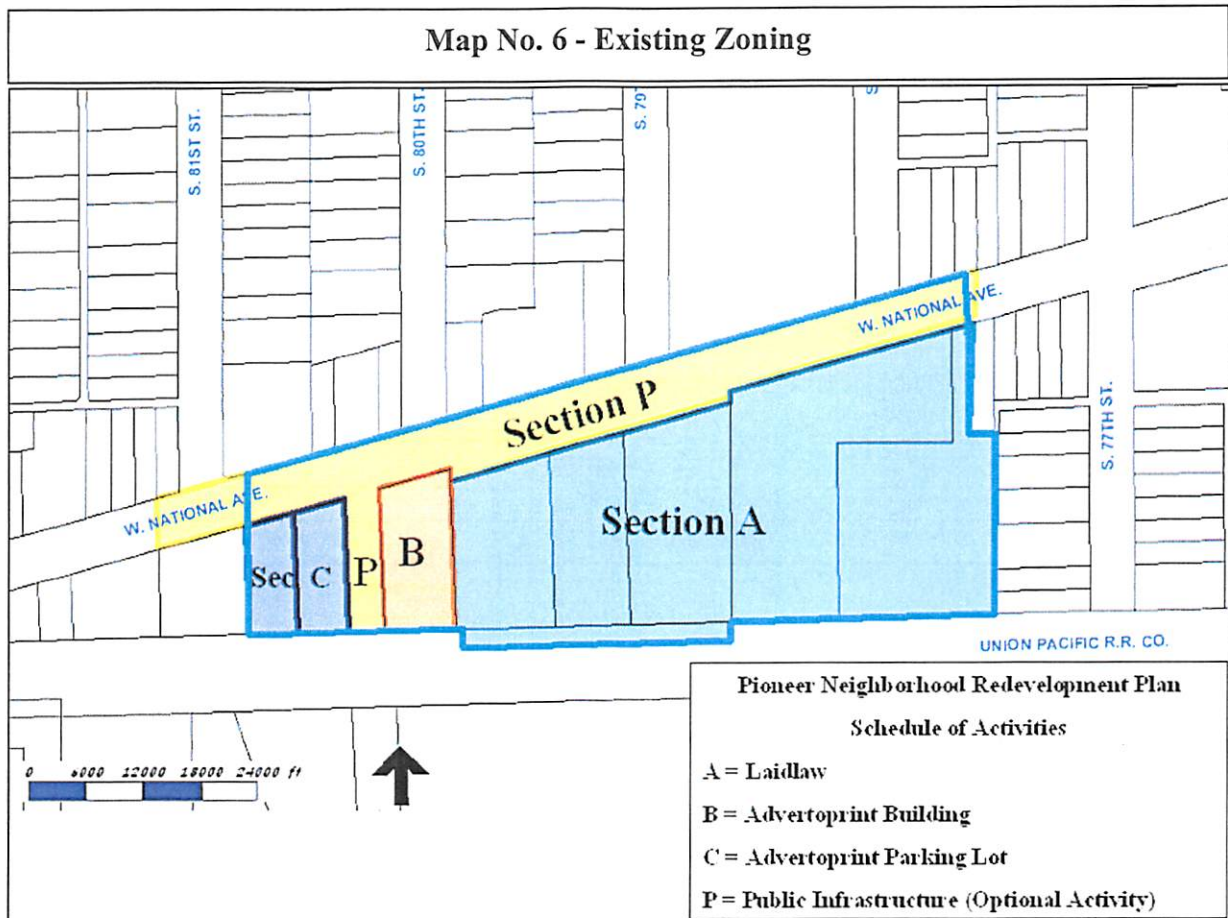 Map No. 6 - Existing Zoning
S. 81ST ST.
S. 80TH ST.
S. 79T
S
W. NATIONAL AVE.
Section P
S. 77TH ST.
W. NATIONAL AVE.
Section A
Sec
C
P
B
UNION PACIFIC R.R. CO.
0 6000 12000 18000 24000 ft
Pioneer Neighborhood Redevelopment Plan
Schedule of Activities
A = Laidlaw
B = Advertoprint Building
C = Advertoprint Parking Lot
P = Public Infrastructure (Optional Activity)